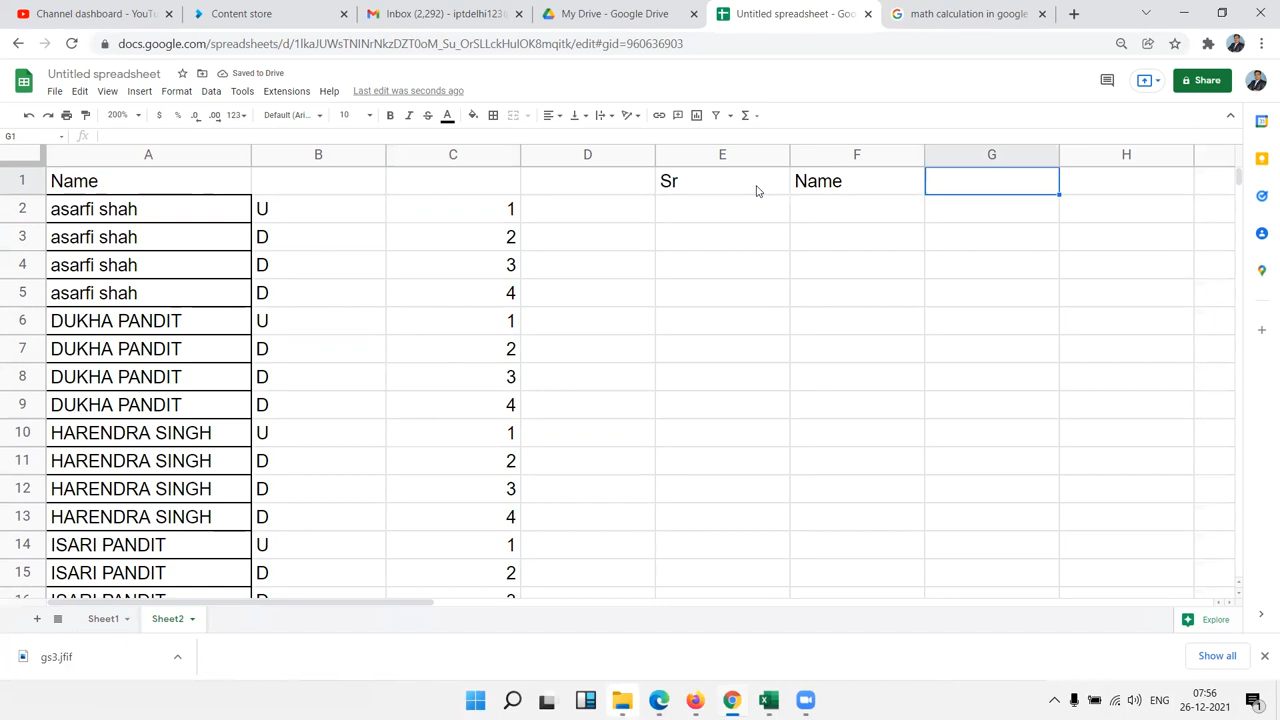 Channel dashboard - YouTu
Content store
Inbox (2,292) - iptdelhi123@
My Drive - Google Drive
Untitled spreadsheet - Goo
math calculation in google
docs.google.com/spreadsheets/d/1lkaJUWsTNINrNkzDZT0oM_Su_OrSLLckHuIOK9mqitk/edit#gid=960636903
Untitled spreadsheet
Saved to Drive
File Edit View Insert Format Data Tools Extensions Help Last edit was seconds ago
Share
200% $ % .0 .00 123 Default (Ari... 10 B I S A Σ
G1 fx
A B C D E F G H
1 Name Sr Name
2 asarfi shah U 1
3 asarfi shah D 2
4 asarfi shah D 3
5 asarfi shah D 4
6 DUKHA PANDIT U 1
7 DUKHA PANDIT D 2
8 DUKHA PANDIT D 3
9 DUKHA PANDIT D 4
10 HARENDRA SINGH U 1
11 HARENDRA SINGH D 2
12 HARENDRA SINGH D 3
13 HARENDRA SINGH D 4
14 ISARI PANDIT U 1
15 ISARI PANDIT D 2
Sheet1 Sheet2 Explore
gs3.jfif Show all
ENG 07:56
26-12-2021